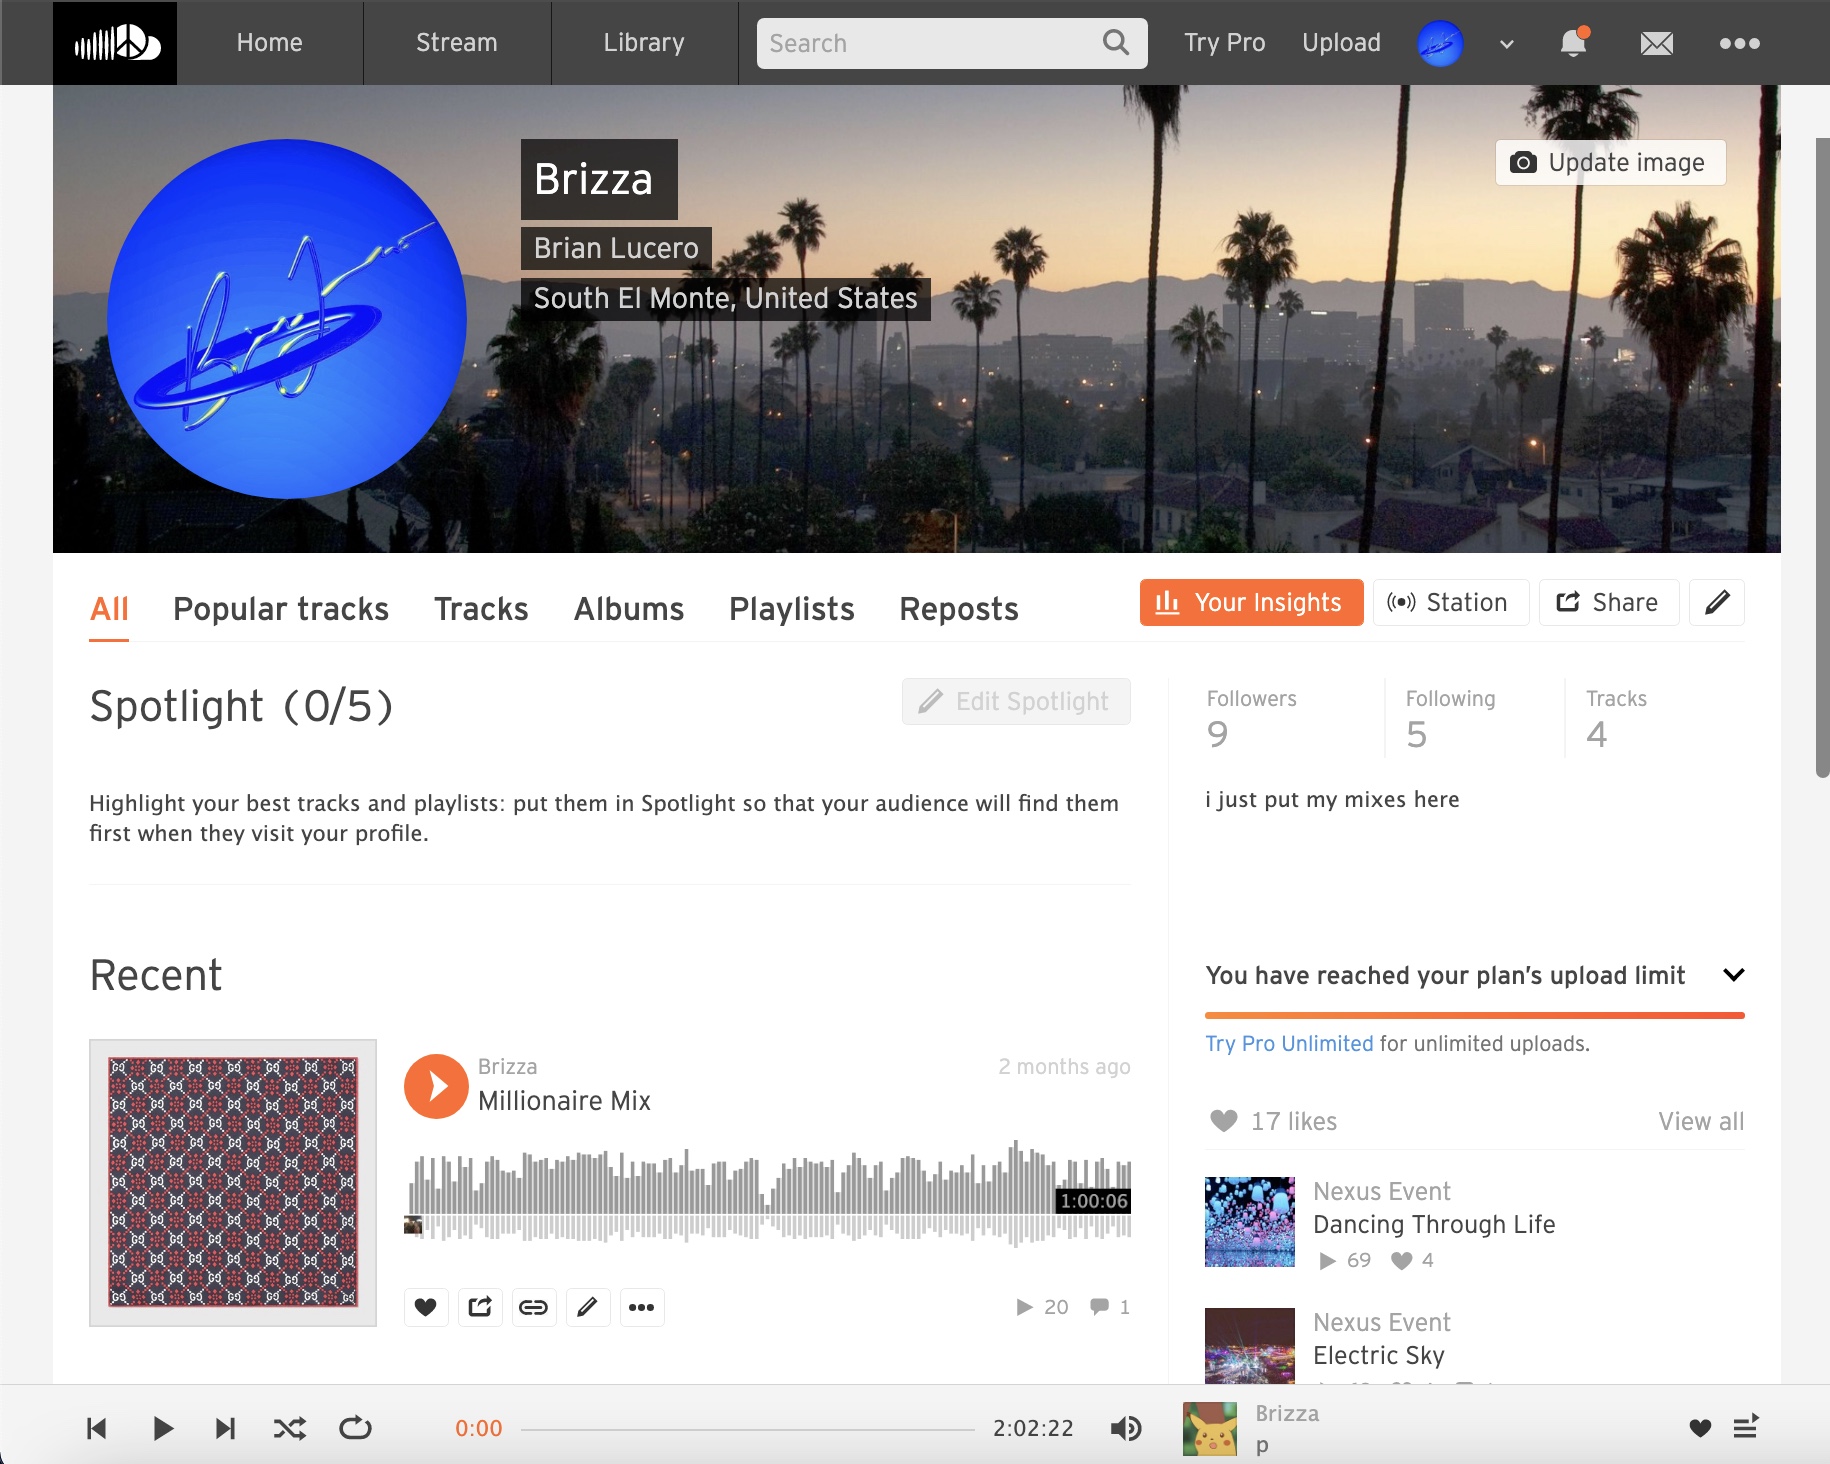 Home
Stream
Library
Search
Try Pro
Upload
Update image
Brizza
Brian Lucero
South El Monte, United States
All
Popular tracks
Tracks
Albums
Playlists
Reposts
Your Insights
Station
Share
Spotlight (0/5)
Edit Spotlight
Highlight your best tracks and playlists: put them in Spotlight so that your audience will find them
first when they visit your profile.
Followers
9
Following
5
Tracks
4
i just put my mixes here
You have reached your plan's upload limit
Try Pro Unlimited for unlimited uploads.
Recent
Brizza
2 months ago
Millionaire Mix
1:00:06
20
1
17 likes
View all
Nexus Event
Dancing Through Life
69
4
Nexus Event
Electric Sky
0:00
2:02:22
Brizza
p